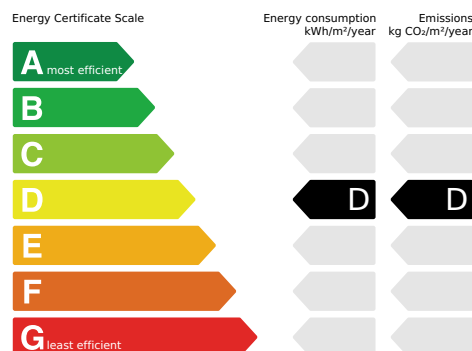 Energy Certificate Scale
Energy consumption
kWh/m²/year
Emissions
kg CO₂/m²/year
A most efficient
B
C
D D D
E
F
G least efficient